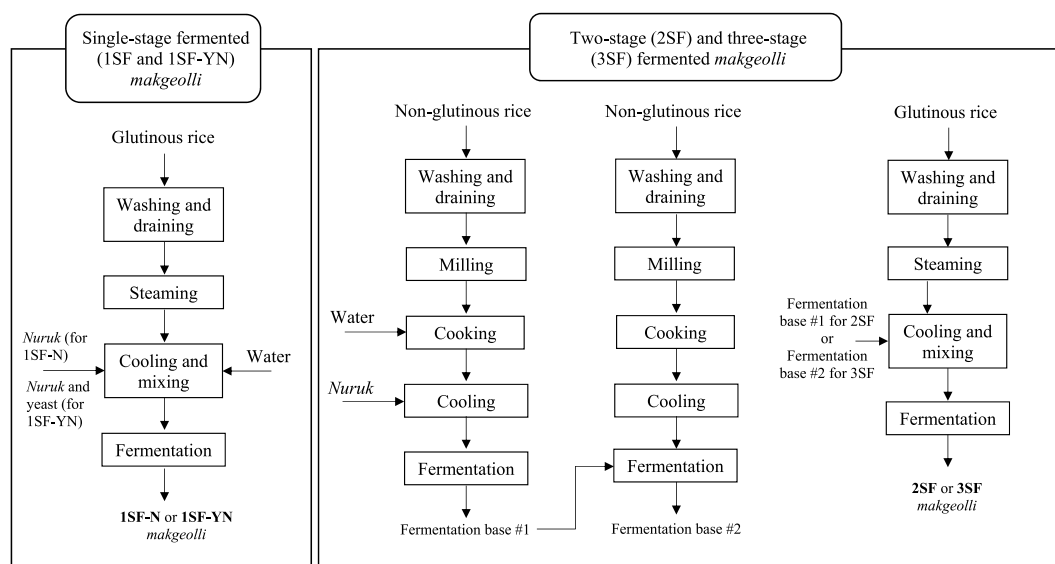 Single-stage fermented
(1SF and 1SF-YN)
makgeolli
Glutinous rice
Washing and
draining
Steaming
Nuruk (for
1SF-N)
Nuruk and
yeast (for
1SF-YN)
Cooling and
mixing
Water
Fermentation
1SF-N or 1SF-YN
makgeolli
Two-stage (2SF) and three-stage
(3SF) fermented makgeolli
Non-glutinous rice
Washing and
draining
Milling
Water
Cooking
Nuruk
Cooling
Fermentation
Fermentation base #1
Non-glutinous rice
Washing and
draining
Milling
Cooking
Cooling
Fermentation
Fermentation base #2
Glutinous rice
Washing and
draining
Steaming
Fermentation
base #1 for 2SF
or
Fermentation
base #2 for 3SF
Cooling and
mixing
Fermentation
2SF or 3SF
makgeolli